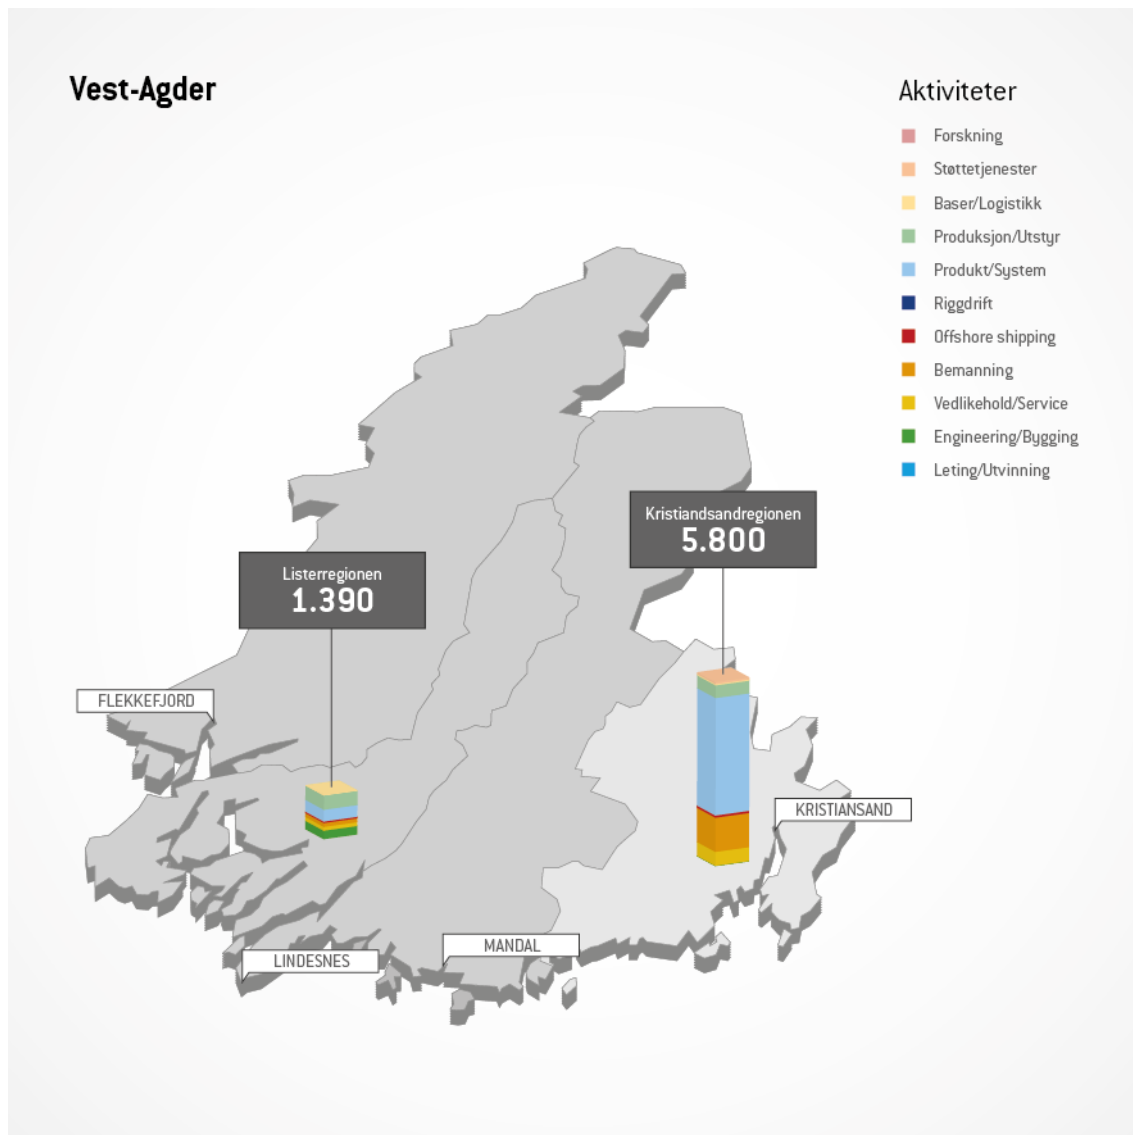 Vest-Agder
Aktiviteter
Forskning
Støttetjenester
Baser/Logistikk
Produksjon/Utstyr
Produkt/System
Riggdrift
Offshore shipping
Bemanning
Vedlikehold/Service
Engineering/Bygging
Leting/Utvinning
Kristiandsandregionen
5.800
Listerregionen
1.390
FLEKKEFJORD
KRISTIANSAND
MANDAL
LINDESNES